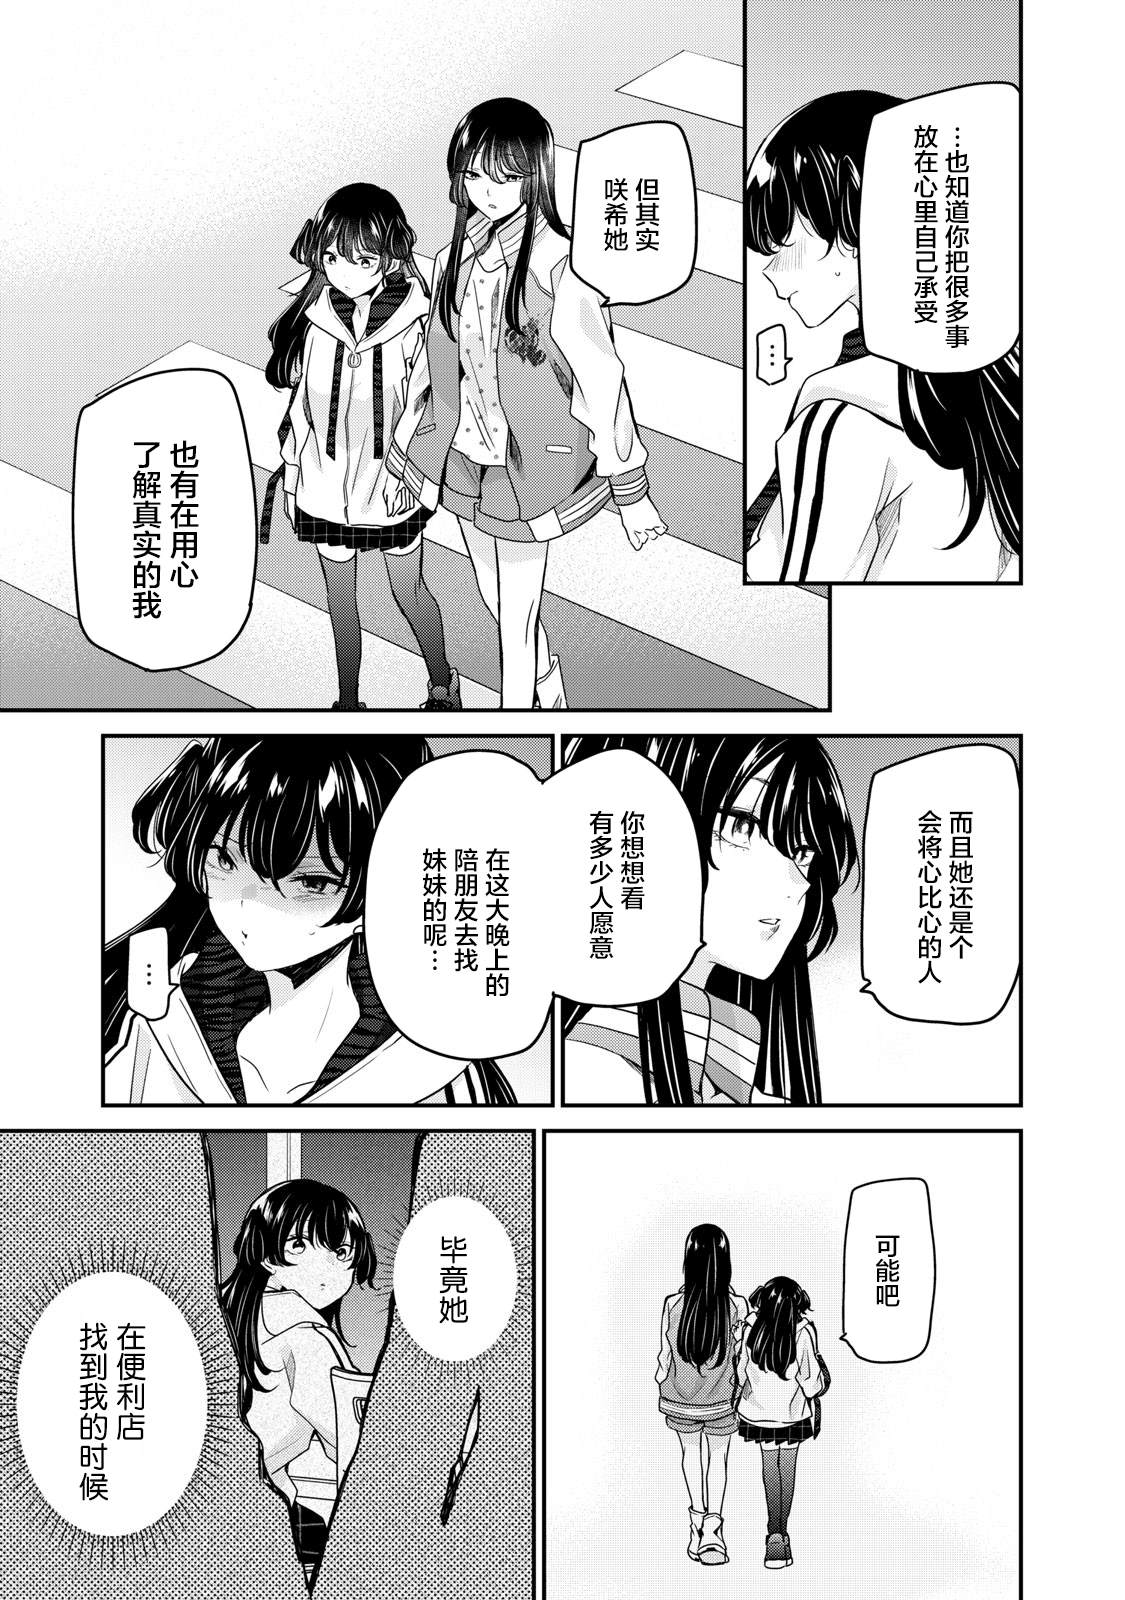 …也知道你把很多事
放在心里自己承受
…
但其实
咲希她
也有在用心
了解真实的我
而且她还是个
会将心比心的人
你想想看
有多少人愿意
在这大晚上的
陪朋友去找
妹妹的呢…
…
可能吧
毕竟她
在便利店
找到我的时候